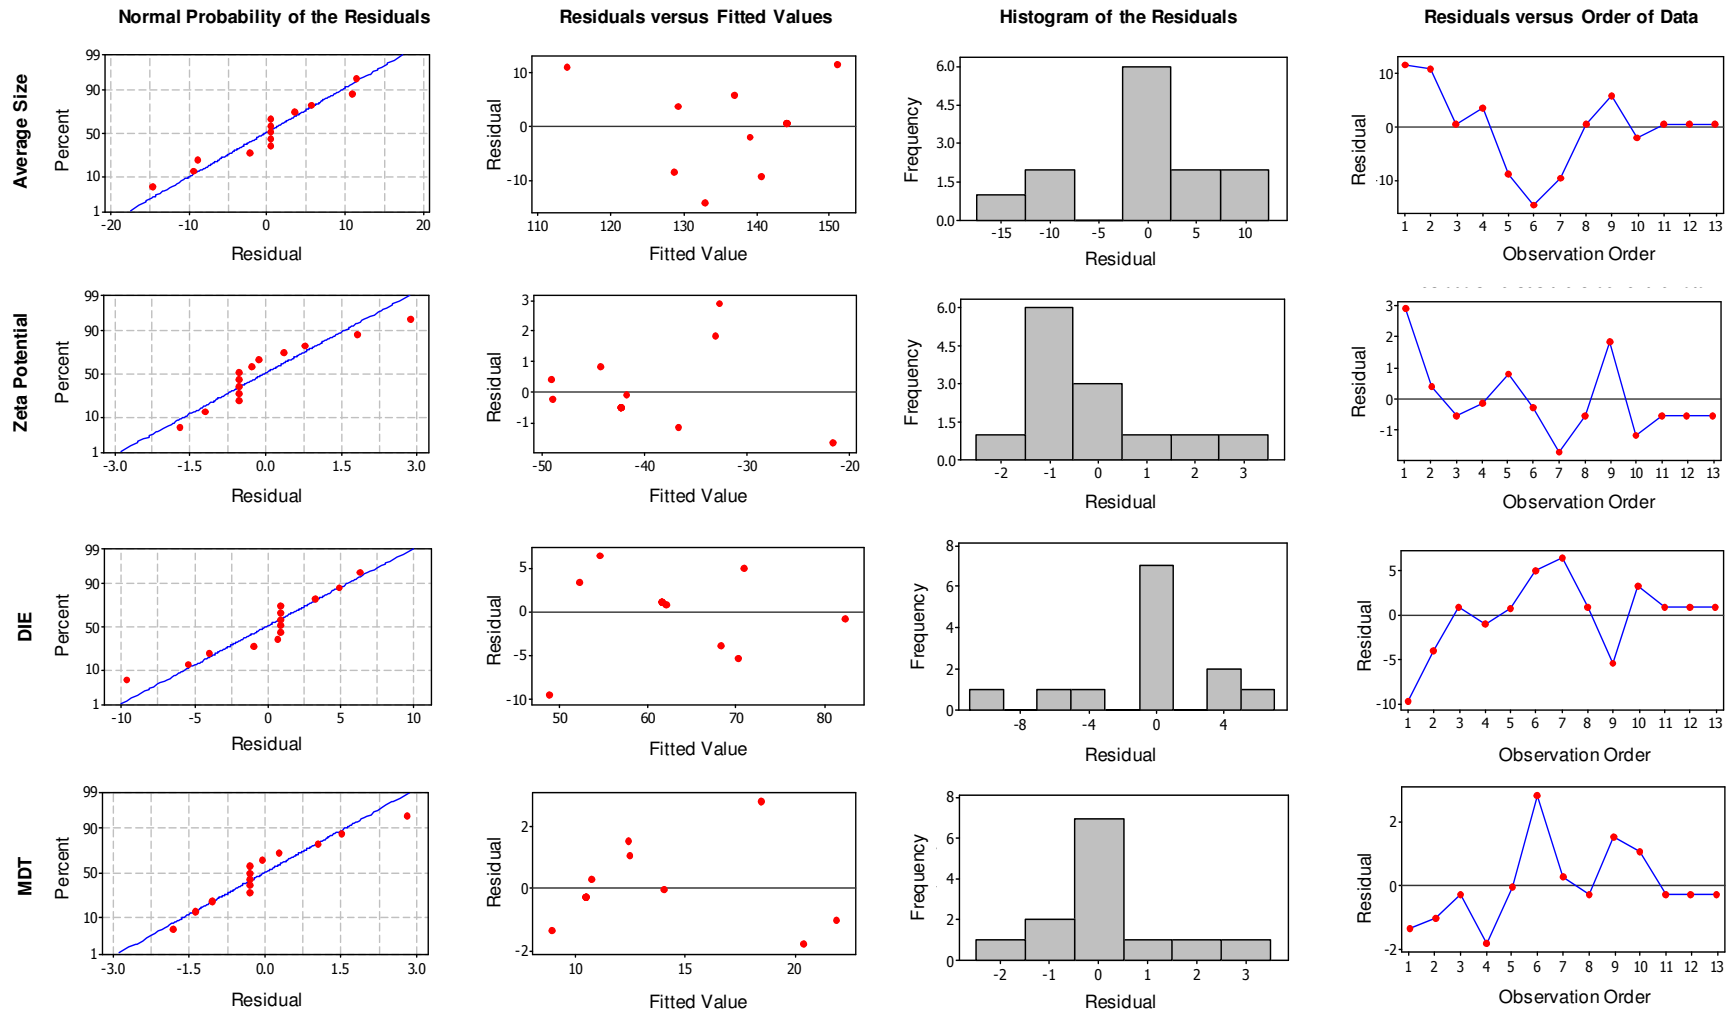 Normal Probability of the Residuals
Residuals versus Fitted Values
Histogram of the Residuals
Residuals versus Order of Data
Average Size
Percent
99
90
50
10
1
-20 -10 0 10 20
Residual
Residual
10
0
-10
110 120 130 140 150
Fitted Value
Frequency
6.0
4.5
3.0
1.5
0.0
-15 -10 -5 0 5 10
Residual
Residual
10
0
-10
1 2 3 4 5 6 7 8 9 10 11 12 13
Observation Order
Zeta Potential
Percent
99
90
50
10
1
-3.0 -1.5 0.0 1.5 3.0
Residual
Residual
3
2
1
0
-1
-50 -40 -30 -20
Fitted Value
Frequency
6.0
4.5
3.0
1.5
0.0
-2 -1 0 1 2 3
Residual
Residual
3
2
1
0
-1
1 2 3 4 5 6 7 8 9 10 11 12 13
Observation Order
DIE
Percent
99
90
50
10
1
-10 -5 0 5 10
Residual
Residual
5
0
-5
-10
50 60 70 80
Fitted Value
Frequency
8
6
4
2
0
-8 -4 0 4
Residual
Residual
5
0
-5
-10
1 2 3 4 5 6 7 8 9 10 11 12 13
Observation Order
MDT
Percent
99
90
50
10
1
-3.0 -1.5 0.0 1.5 3.0
Residual
Residual
2
0
-2
10 15 20
Fitted Value
Frequency
8
6
4
2
0
-2 -1 0 1 2 3
Residual
Residual
2
0
-2
1 2 3 4 5 6 7 8 9 10 11 12 13
Observation Order